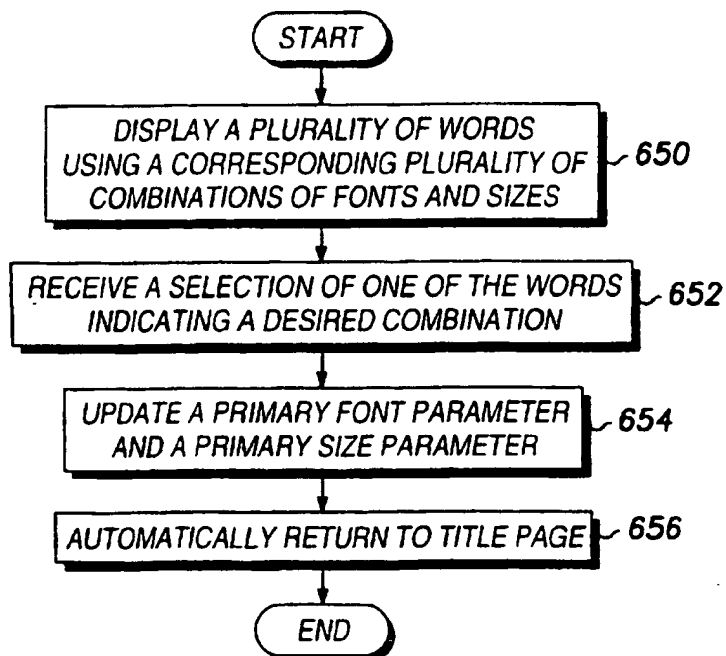 START
DISPLAY A PLURALITY OF WORDS
USING A CORRESPONDING PLURALITY OF
COMBINATIONS OF FONTS AND SIZES
650
RECEIVE A SELECTION OF ONE OF THE WORDS
INDICATING A DESIRED COMBINATION
652
UPDATE A PRIMARY FONT PARAMETER
AND A PRIMARY SIZE PARAMETER
654
AUTOMATICALLY RETURN TO TITLE PAGE
656
END